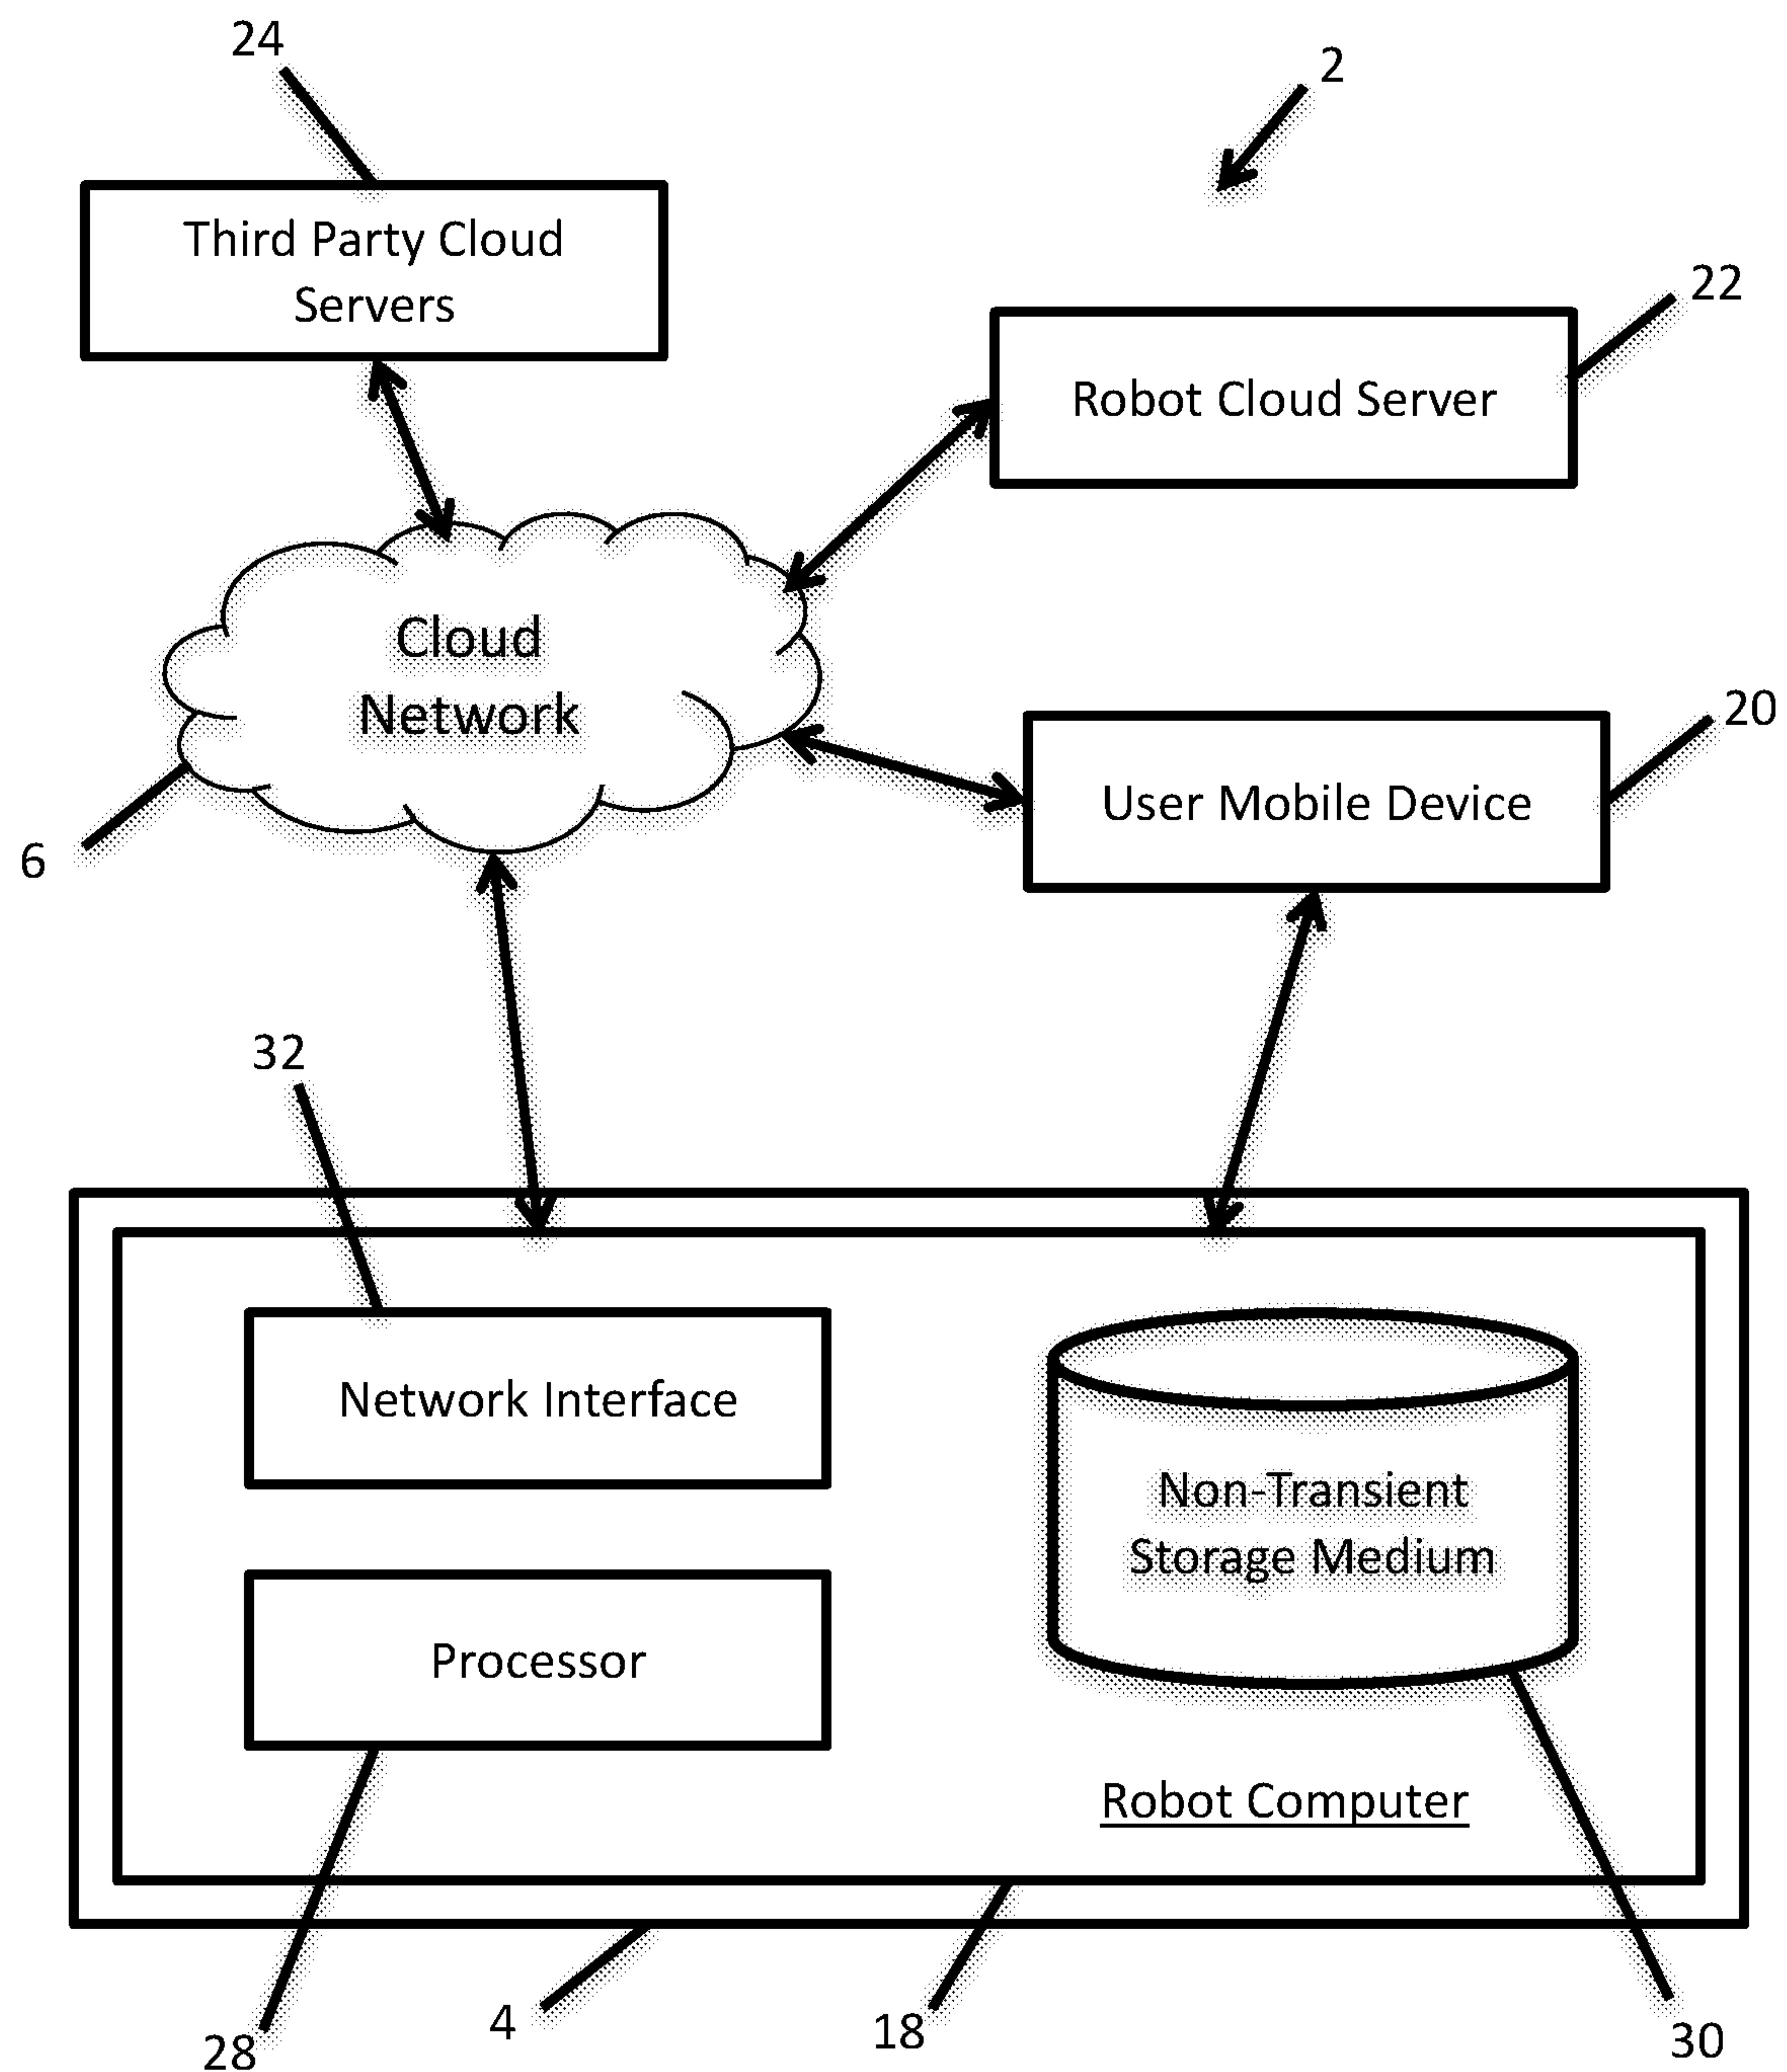 24
2
Third Party Cloud
Servers
22
Robot Cloud Server
Cloud
Network
20
User Mobile Device
6
32
Network Interface
Non-Transient
Storage Medium
Processor
Robot Computer
28
4
18
30